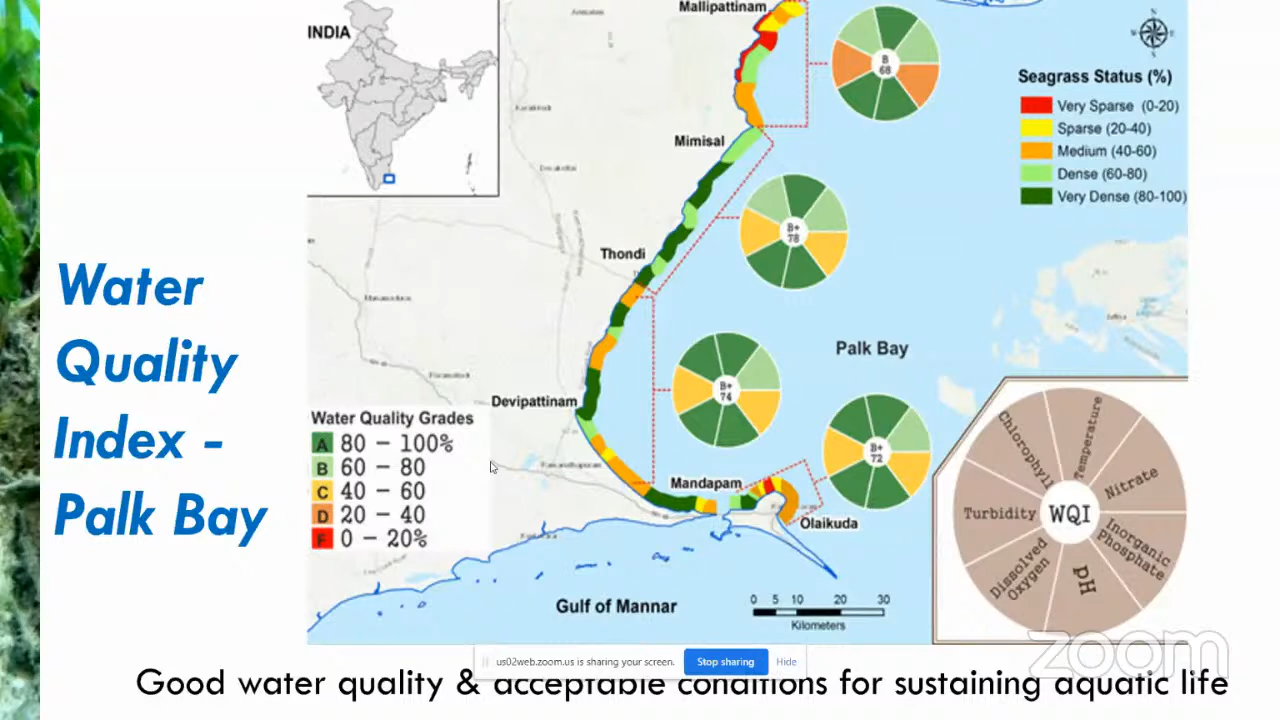 Water
Quality
Index -
Palk Bay
INDIA
Mallipattinam
Mimisal
Thondi
Devipattinam
Mandapam
Olaikuda
Palk Bay
Gulf of Mannar
B
68
B+
78
B+
74
B+
72
Seagrass Status (%)
Very Sparse (0-20)
Sparse (20-40)
Medium (40-60)
Dense (60-80)
Very Dense (80-100)
Water Quality Grades
A 80 – 100%
B 60 – 80
C 40 – 60
D 20 – 40
F 0 – 20%
WQI
Chlorophyll
Temperature
Nitrate
Inorganic
Phosphate
pH
Dissolved
Oxygen
Turbidity
0 5 10 20 30
Kilometers
us02web.zoom.us is sharing your screen.
Stop sharing
Hide
zoom
Good water quality & acceptable conditions for sustaining aquatic life